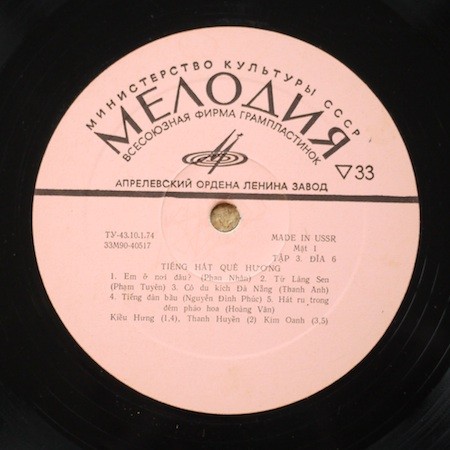 МИНИСТЕРСТВО КУЛЬТУРЫ СССР
МЕЛОДИЯ
ВСЕСОЮЗНАЯ ФИРМА ГРАМПЛАСТИНОК
▽33
АПРЕЛЕВСКИЙ ОРДЕНА ЛЕНИНА ЗАВОД
ТУ-43.10.1.74
33М90-40517
MADE IN USSR
Mặt 1
TẬP 3. ĐĨA 6
TIẾNG HÁT QUÊ HƯƠNG
1. Em ở nơi đâu? (Phan Nhân) 2. Từ Làng Sen
(Phạm Tuyên) 3. Cô du kích Đà Nẵng (Thanh Anh)
4. Tiếng đàn bầu (Nguyễn Đình Phúc) 5. Hát ru trong
đêm pháo hoa (Hoàng Vân)
Kiều Hưng (1,4), Thanh Huyền (2) Kim Oanh (3,5)